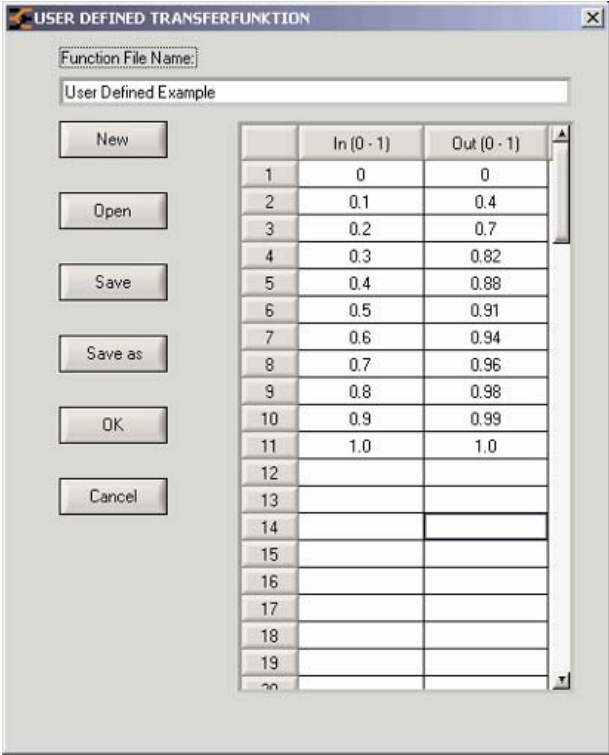 USER DEFINED TRANSFERFUNKTION
Function File Name:
User Defined Example
New
Open
Save
Save as
OK
Cancel
In (0 - 1) Out (0 - 1)
1 0 0
2 0.1 0.4
3 0.2 0.7
4 0.3 0.82
5 0.4 0.88
6 0.5 0.91
7 0.6 0.94
8 0.7 0.96
9 0.8 0.98
10 0.9 0.99
11 1.0 1.0
12
13
14
15
16
17
18
19